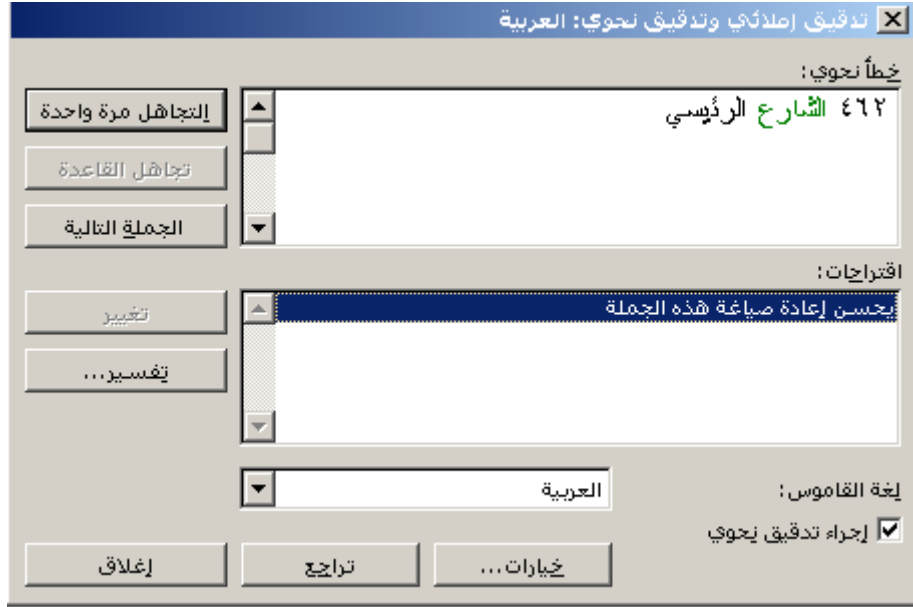 تدقيق إملائي وتدقيق نحوي: العربية
خطأ نحوي:
٤٦٢ الشارع الرئيسي
التجاهل مرة واحدة
تجاهل القاعدة
الجملة التالية
اقتراحات:
يحسن إعادة صياغة هذه الجملة
تغيير
تفسير...
لغة القاموس:
العربية
إجراء تدقيق نحوي
خيارات...
تراجع
إغلاق